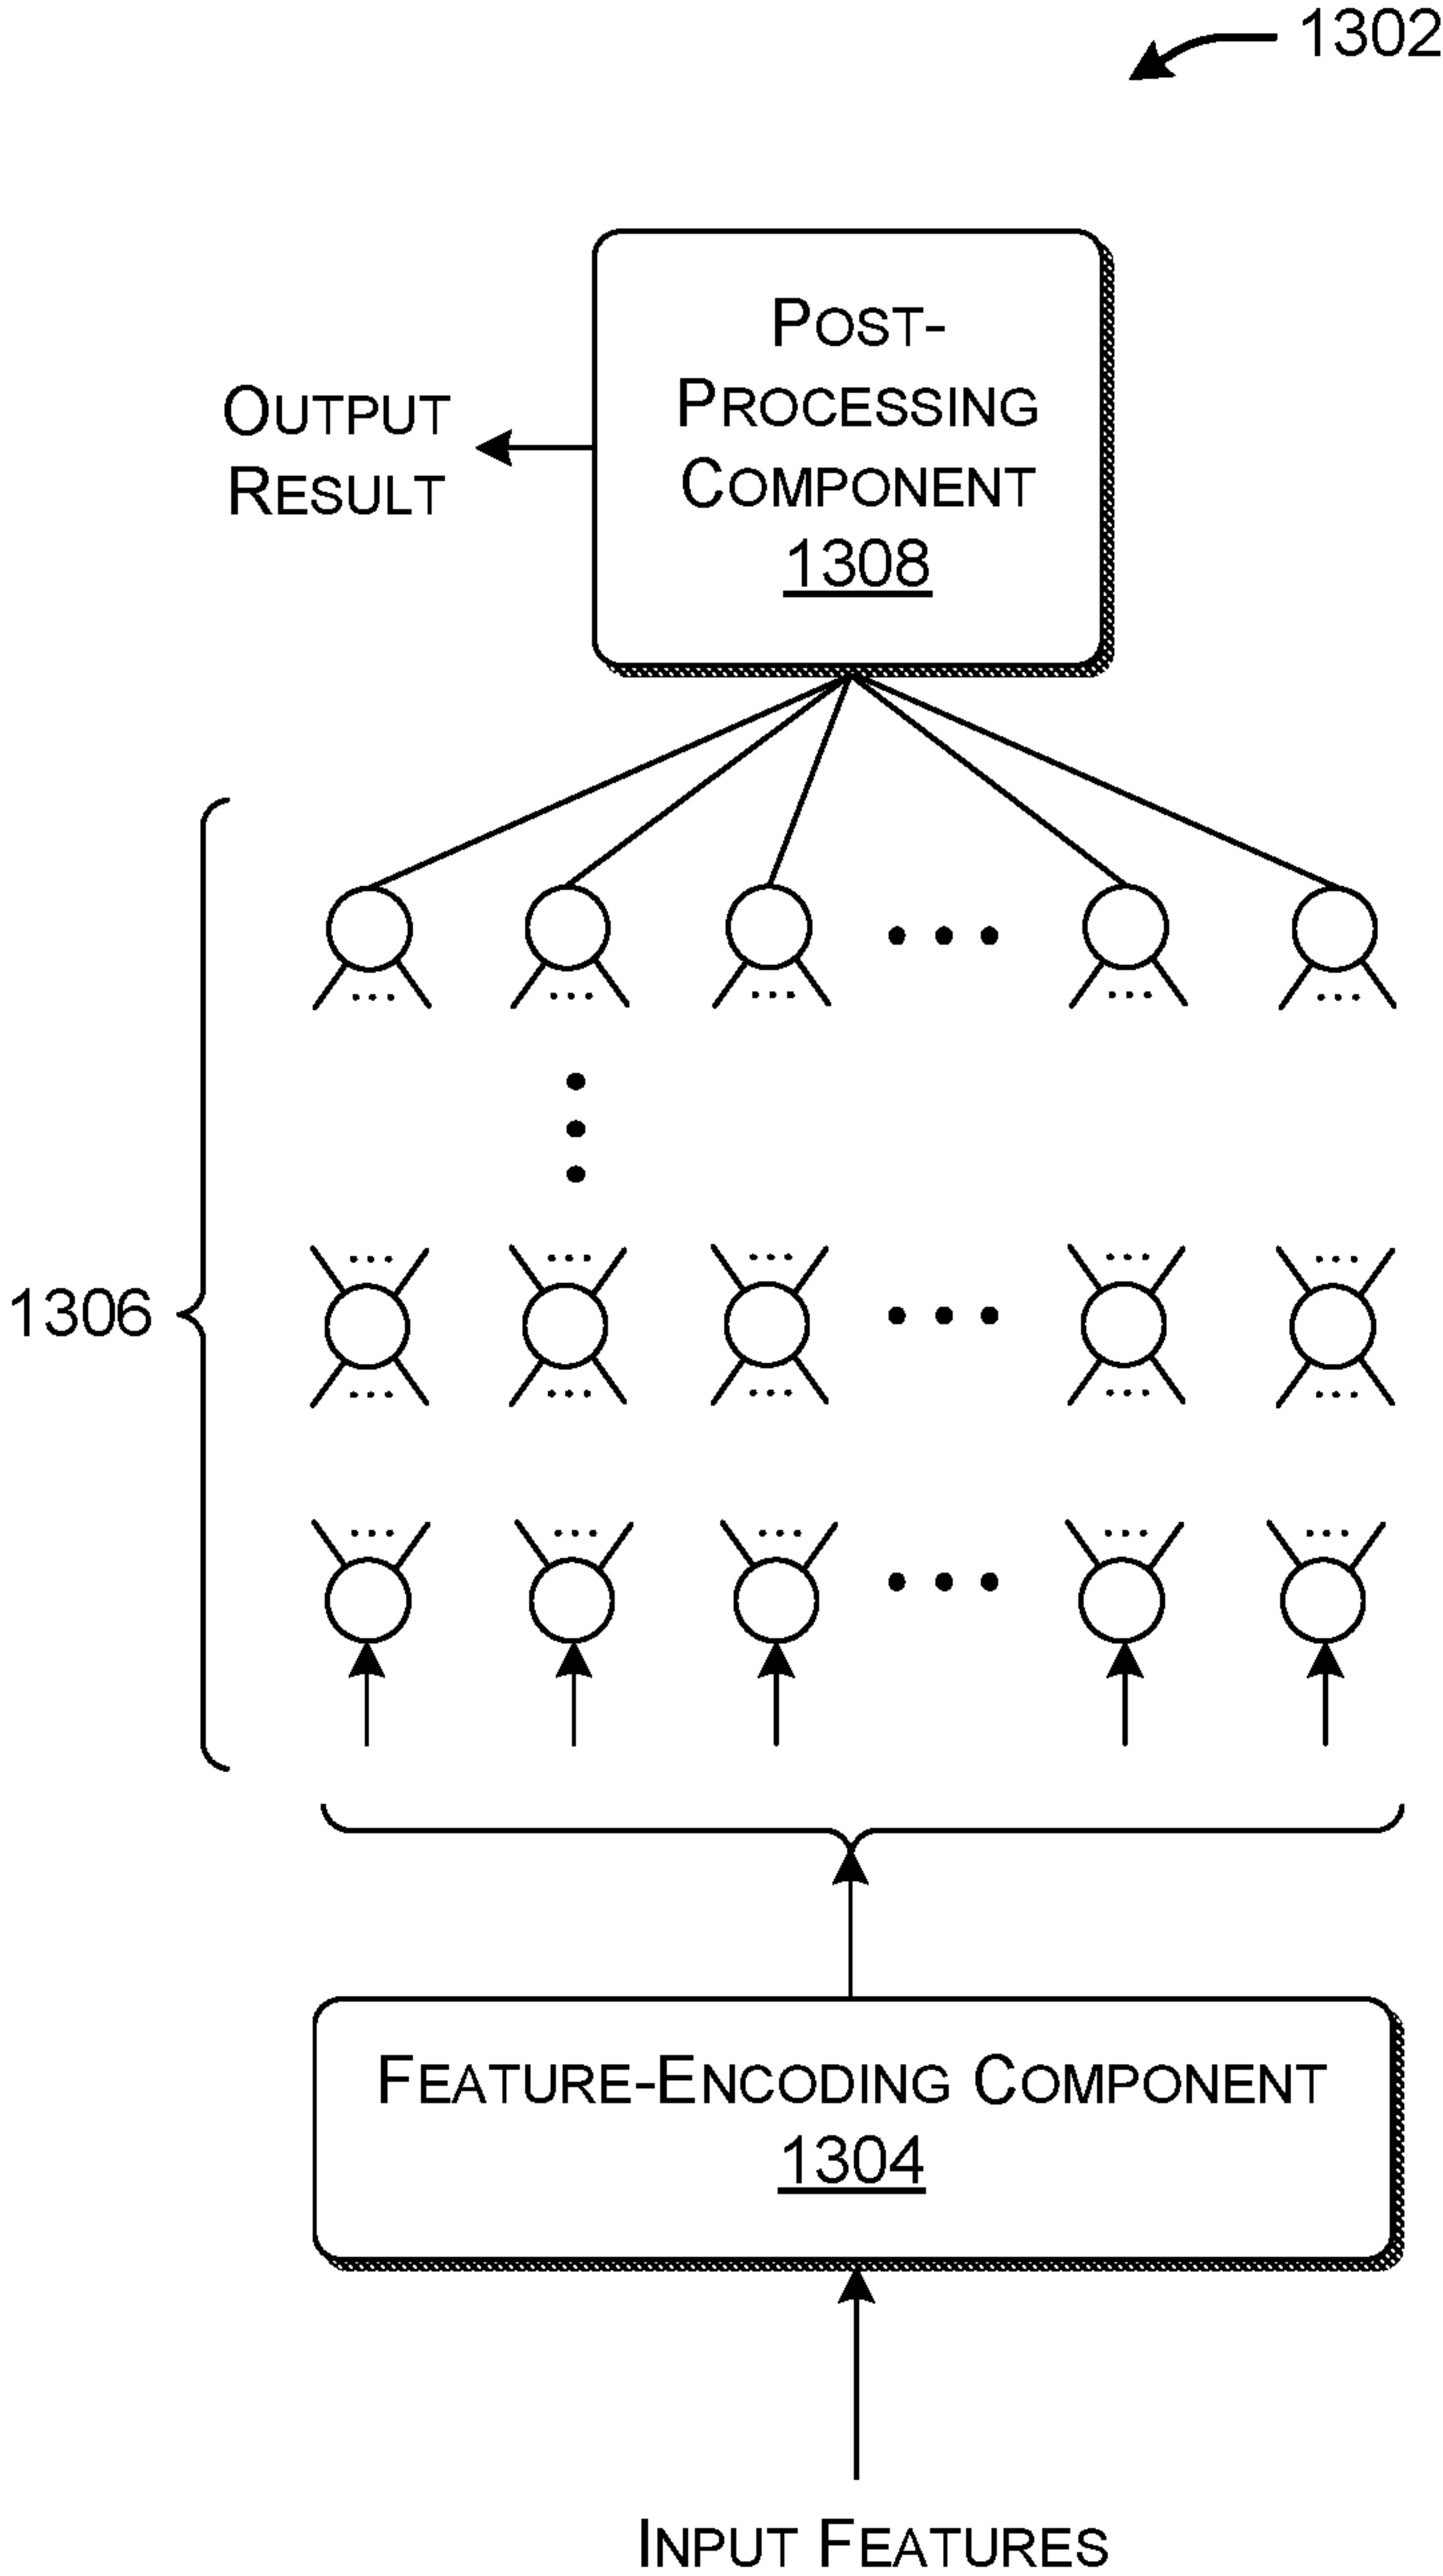 1302
POST-
PROCESSING
COMPONENT
1308
OUTPUT
RESULT
1306
FEATURE-ENCODING COMPONENT
1304
INPUT FEATURES